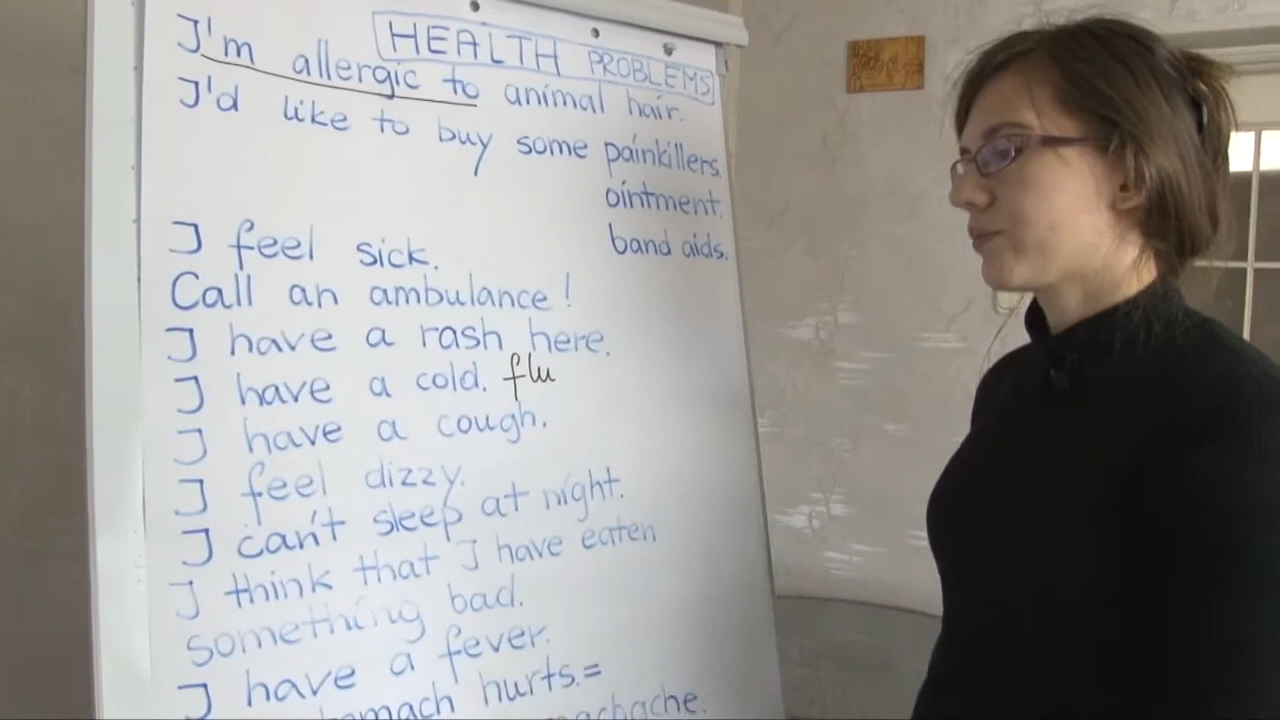 HEALTH PROBLEMS
I'm allergic to animal hair.
I'd like to buy some painkillers.
ointment.
band aids.
I feel sick.
Call an ambulance!
I have a rash here.
I have a cold. flu
I have a cough.
I feel dizzy.
I can't sleep at night.
I think that I have eaten
something bad.
I have a fever.
hurts.=